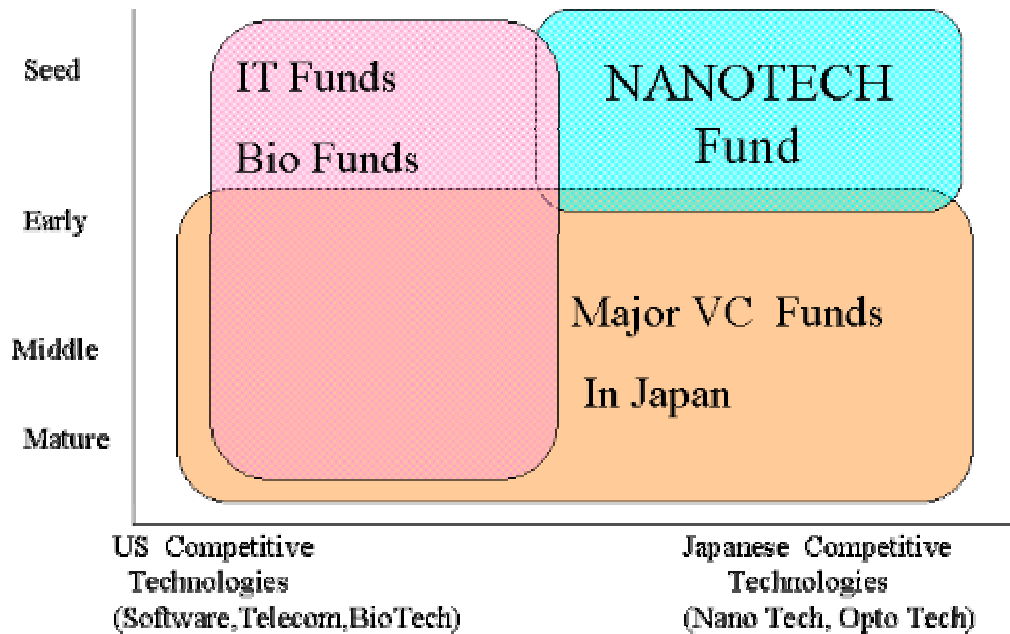 Seed
IT Funds
NANOTECH
Fund
Bio Funds
Early
Major VC Funds
Middle
In Japan
Mature
US Competitive
Technologies
(Software,Telecom,BioTech)
Japanese Competitive
Technologies
(Nano Tech, Opto Tech)